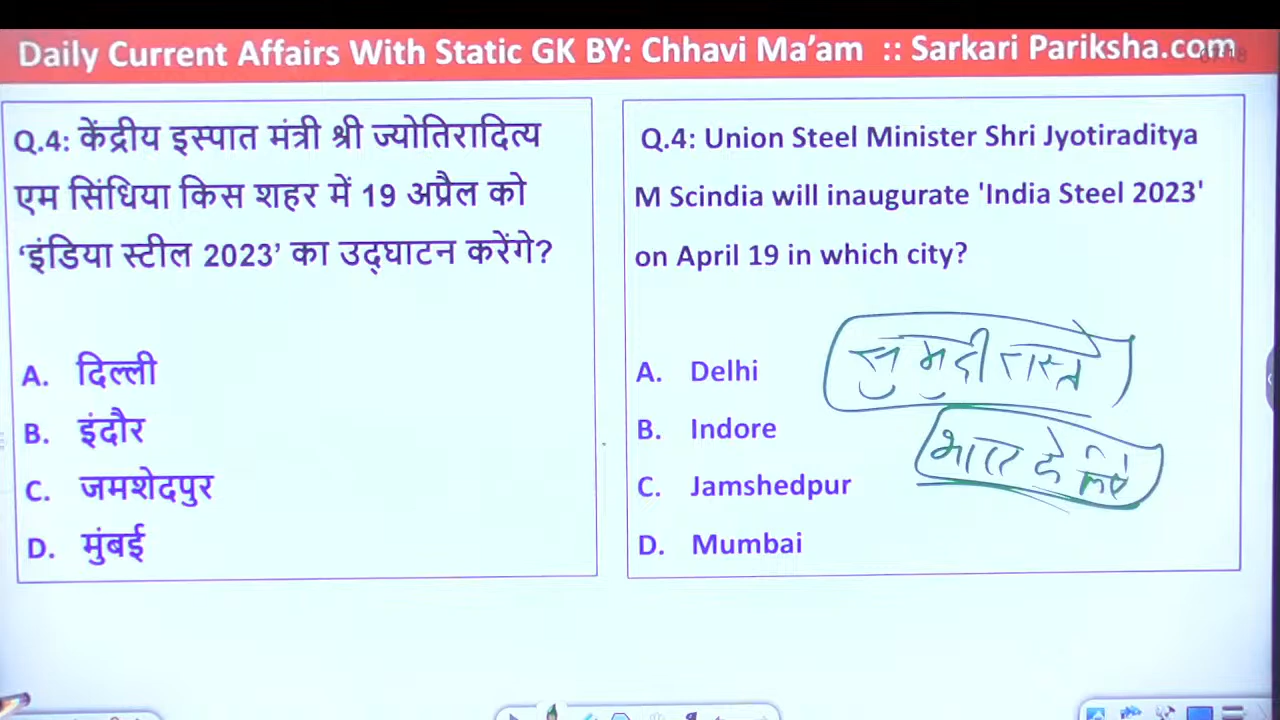 Daily Current Affairs With Static GK BY: Chhavi Ma’am :: Sarkari Pariksha.com
Q.4: केंद्रीय इस्पात मंत्री श्री ज्योतिरादित्य
एम सिंधिया किस शहर में 19 अप्रैल को
‘इंडिया स्टील 2023’ का उद्घाटन करेंगे?
A. दिल्ली
B. इंदौर
C. जमशेदपुर
D. मुंबई
Q.4: Union Steel Minister Shri Jyotiraditya
M Scindia will inaugurate 'India Steel 2023'
on April 19 in which city?
A. Delhi
B. Indore
C. Jamshedpur
D. Mumbai
रास्ते
भारत के लिए